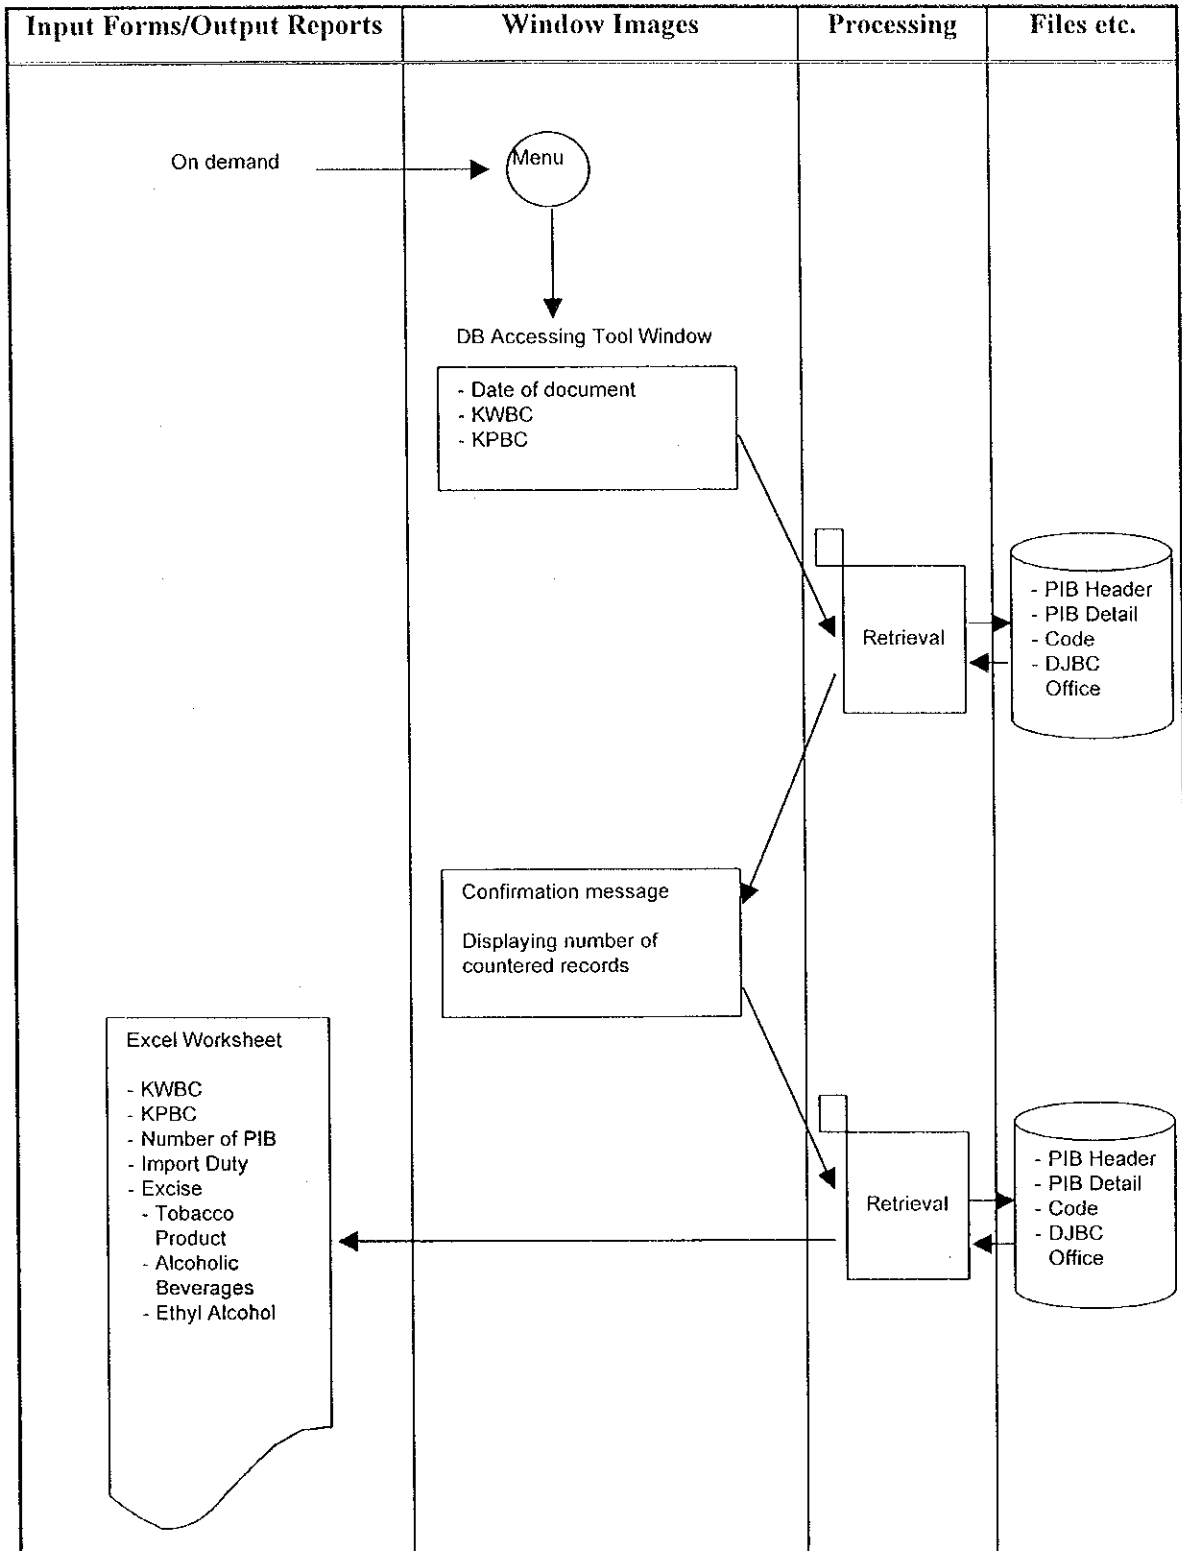 Input Forms/Output Reports
Window Images
Processing
Files etc.
On demand
Menu
DB Accessing Tool Window
- Date of document
- KWBC
- KPBC
Retrieval
- PIB Header
- PIB Detail
- Code
- DJBC
Office
Confirmation message
Displaying number of
countered records
Excel Worksheet
- KWBC
- KPBC
- Number of PIB
- Import Duty
- Excise
- Tobacco
Product
- Alcoholic
Beverages
- Ethyl Alcohol
Retrieval
- PIB Header
- PIB Detail
- Code
- DJBC
Office